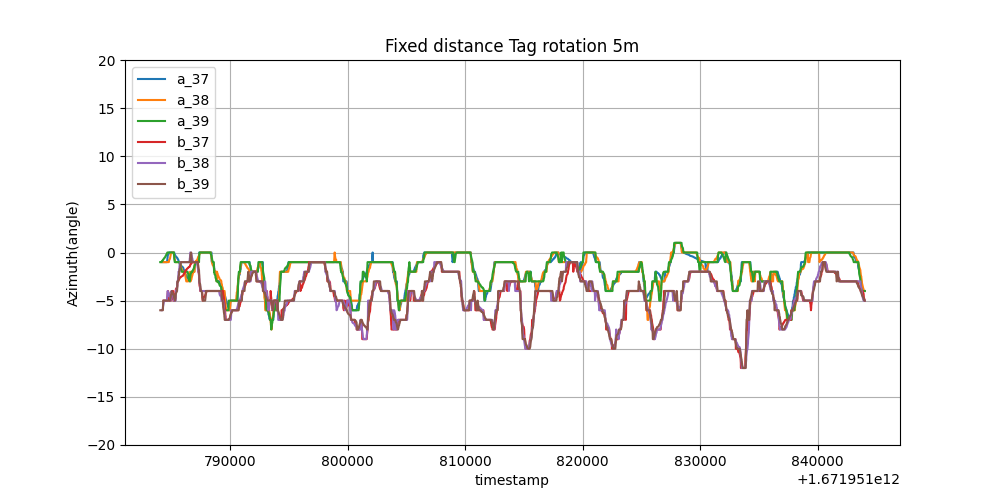 Fixed distance Tag rotation 5m
20
15
10
5
0
−5
−10
−15
−20
Azimuth(angle)
a_37
a_38
a_39
b_37
b_38
b_39
790000 800000 810000 820000 830000 840000
timestamp
+1.671951e12